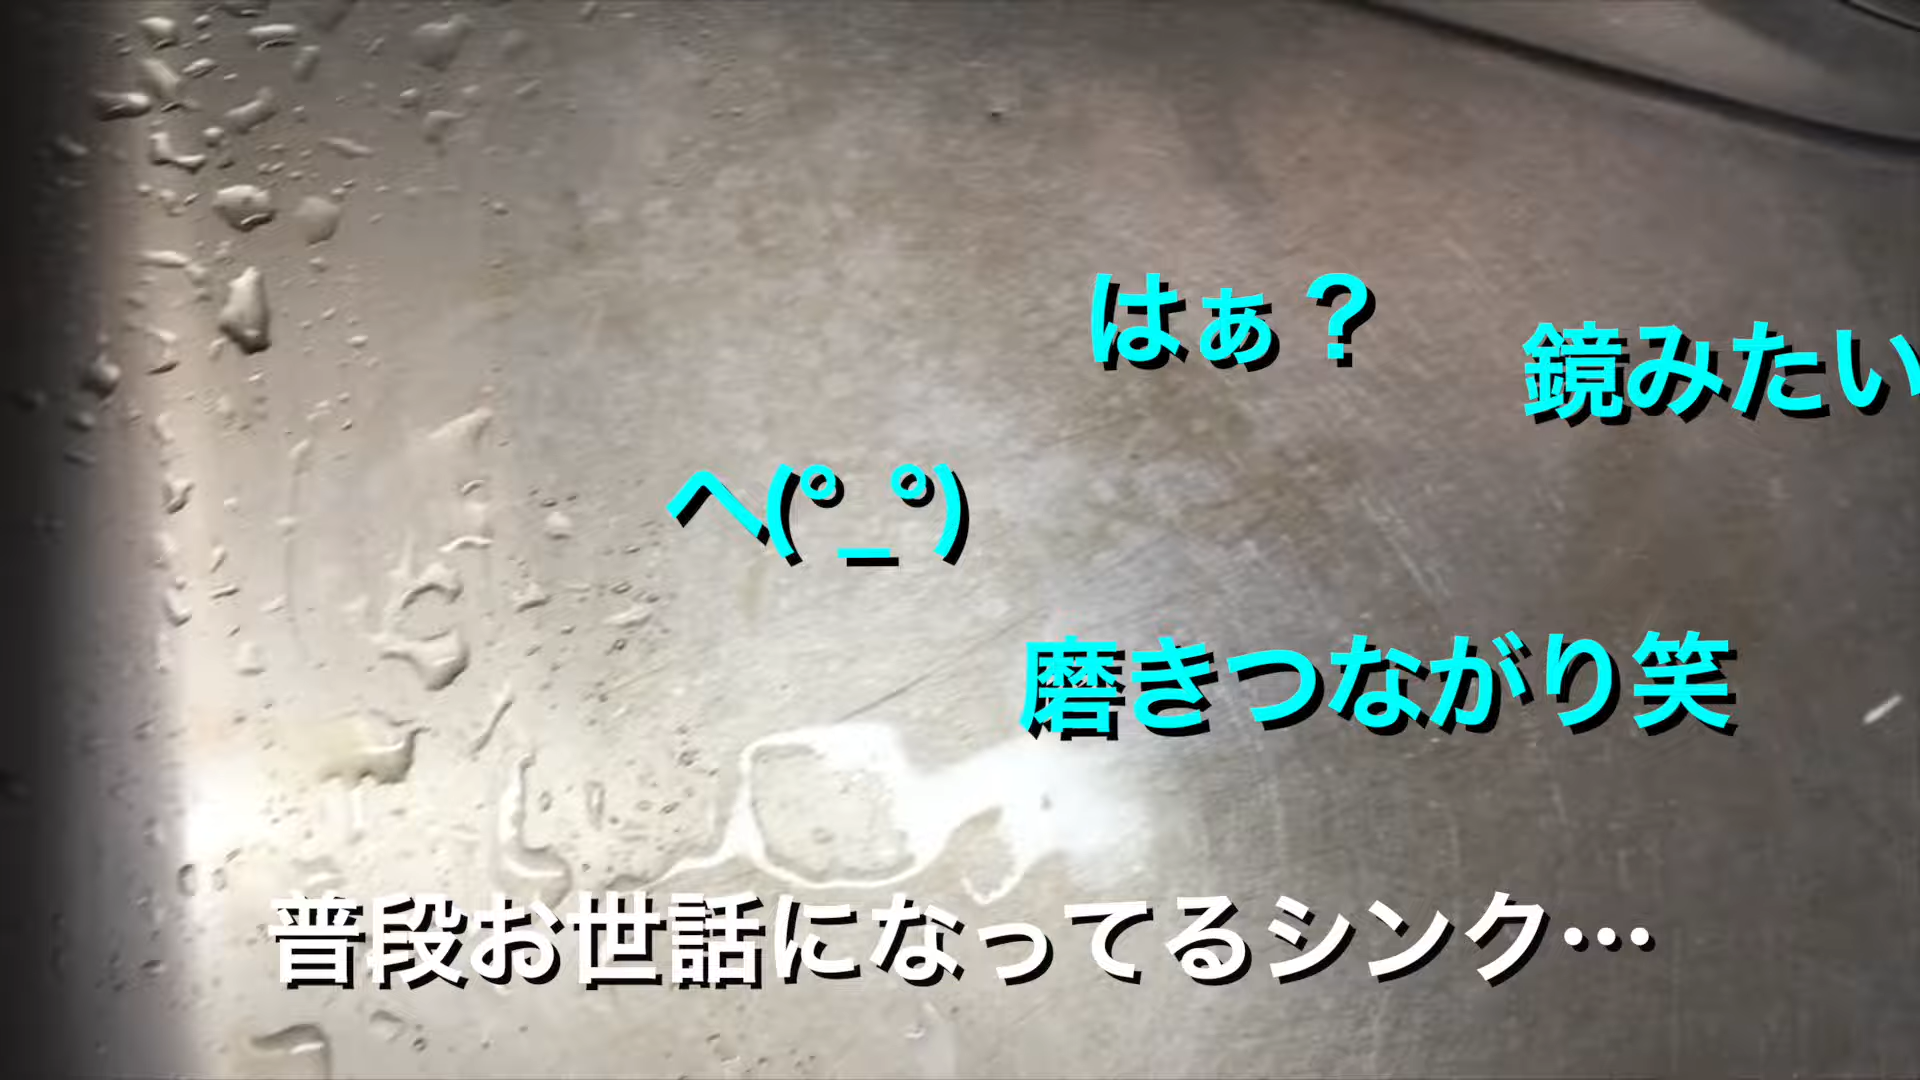 はぁ？
鏡みたい
ヘ(°_°)
磨きつながり笑
普段お世話になってるシンク…